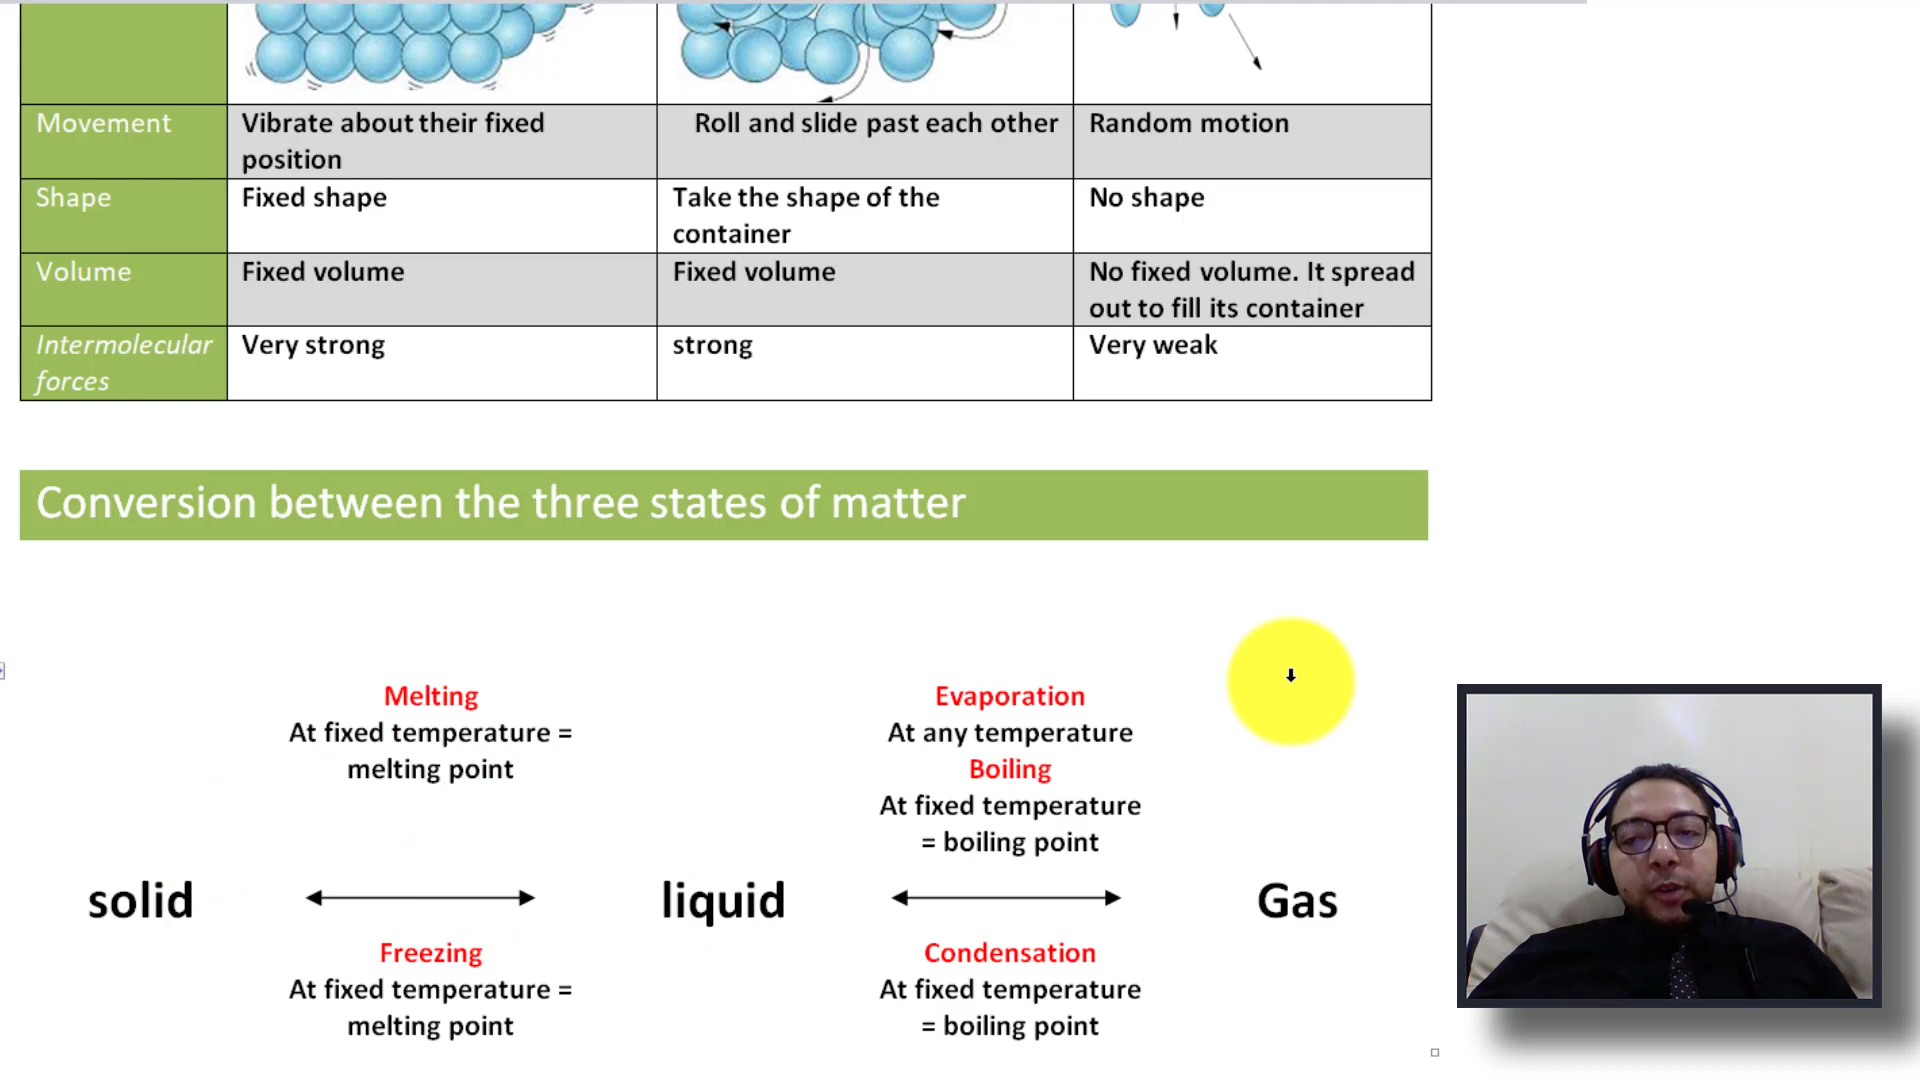 Movement
Vibrate about their fixed
position
Roll and slide past each other
Random motion
Shape
Fixed shape
Take the shape of the
container
No shape
Volume
Fixed volume
Fixed volume
No fixed volume. It spread
out to fill its container
Intermolecular
forces
Very strong
strong
Very weak
Conversion between the three states of matter
Melting
At fixed temperature =
melting point
Evaporation
At any temperature
Boiling
At fixed temperature
= boiling point
solid
liquid
Gas
Freezing
At fixed temperature =
melting point
Condensation
At fixed temperature
= boiling point